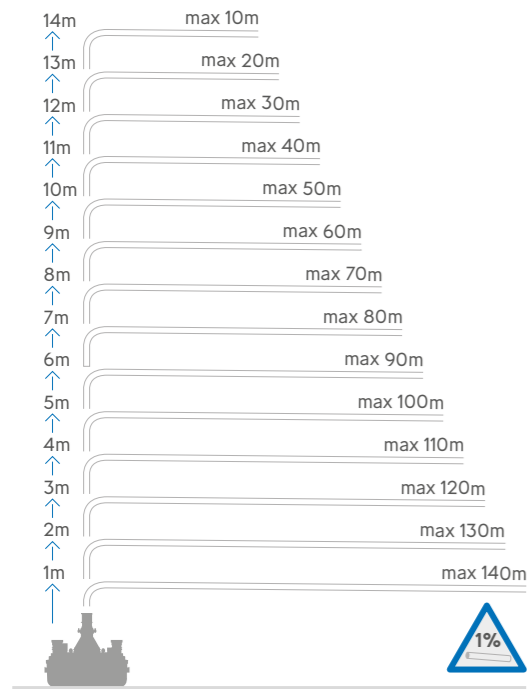 14m max 10m
13m max 20m
12m max 30m
11m max 40m
10m max 50m
9m max 60m
8m max 70m
7m max 80m
6m max 90m
5m max 100m
4m max 110m
3m max 120m
2m max 130m
1m max 140m
1%